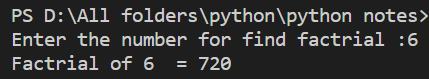 PS D:\All folders\python\python notes>
Enter the number for find factrial :6
Factrial of 6  = 720